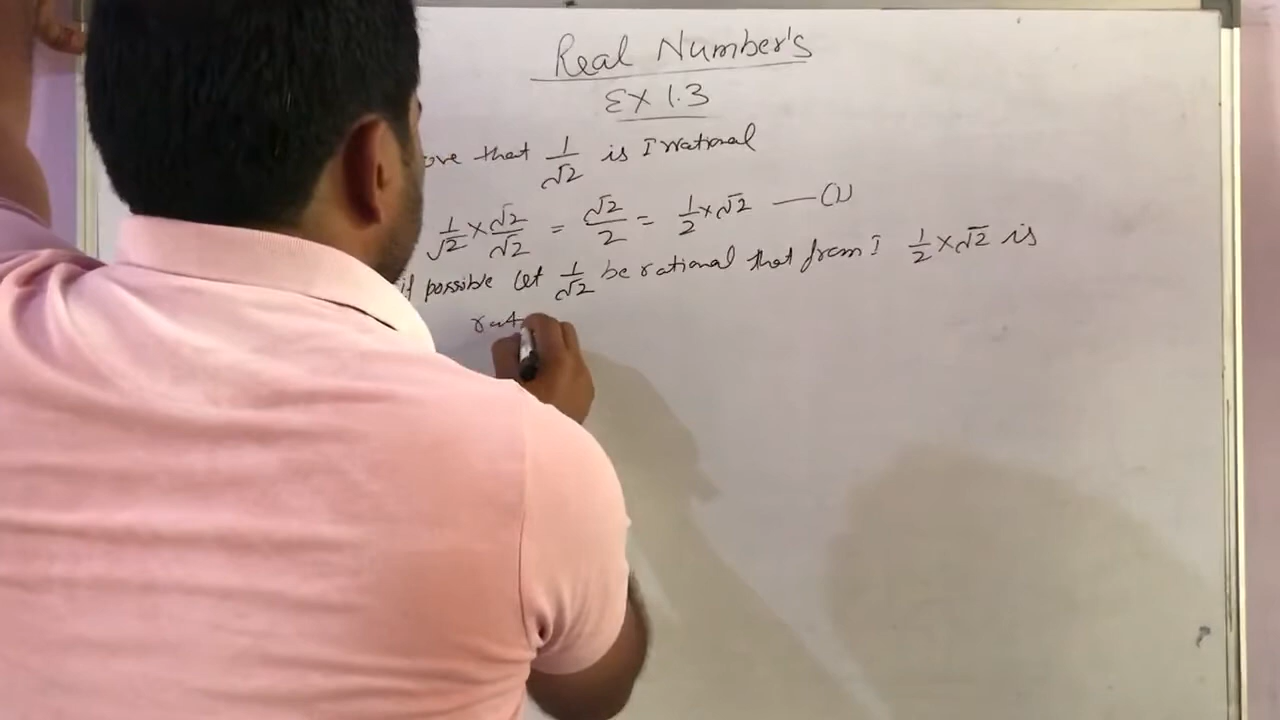 Real Number's
Ex 1.3
ove that 1/√2 is Irrational
1/√2 × √2/√2 = √2/2 = 1/2 × √2 — (1)
if possible let 1/√2 be rational that from I 1/2 × √2 is
rat